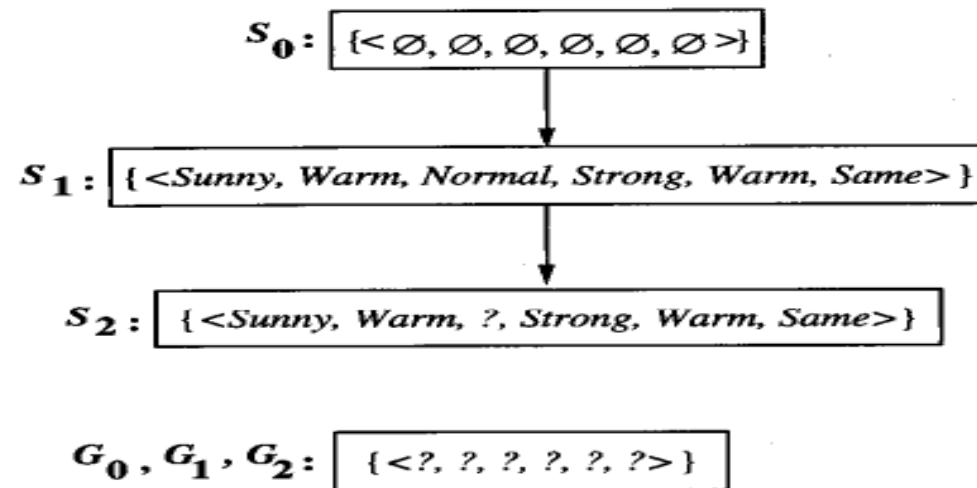 S0: {<∅, ∅, ∅, ∅, ∅, ∅>}
S1: {<Sunny, Warm, Normal, Strong, Warm, Same>}
S2: {<Sunny, Warm, ?, Strong, Warm, Same>}
G0, G1, G2: {<?, ?, ?, ?, ?, ?>}